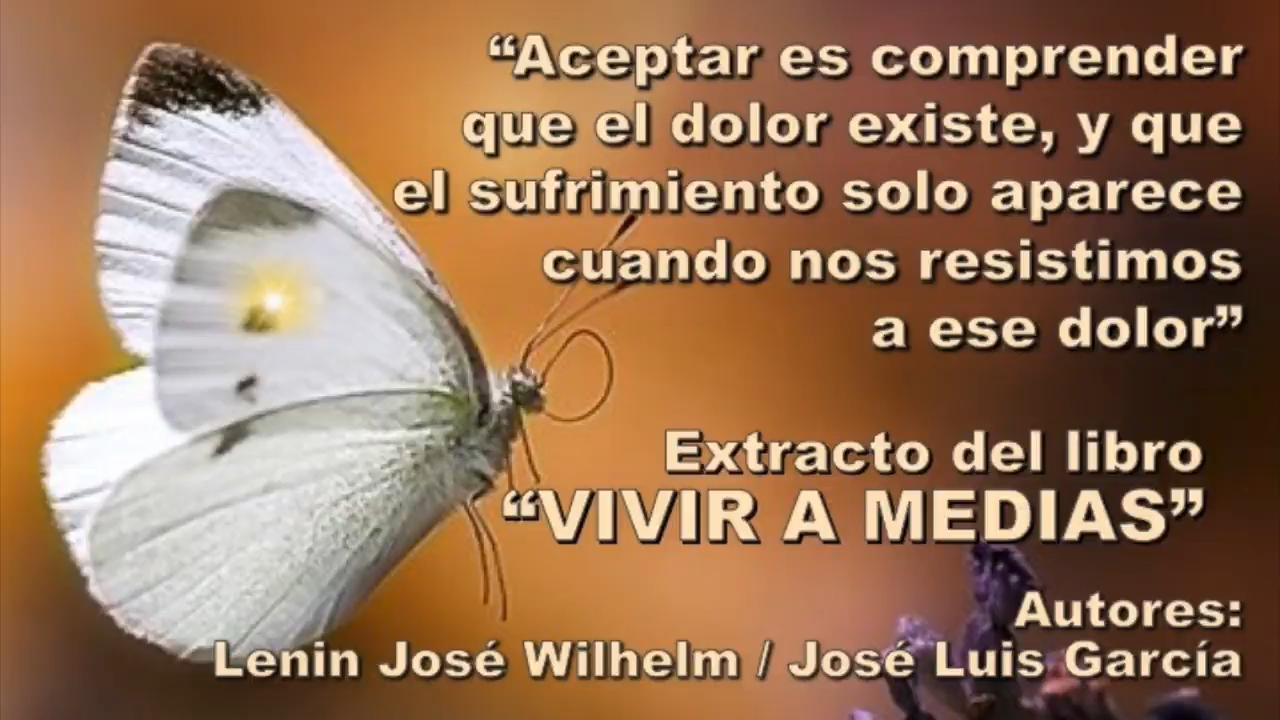 “Aceptar es comprender
que el dolor existe, y que
el sufrimiento solo aparece
cuando nos resistimos
a ese dolor”
Extracto del libro
“VIVIR A MEDIAS”
Autores:
Lenin José Wilhelm / José Luis García